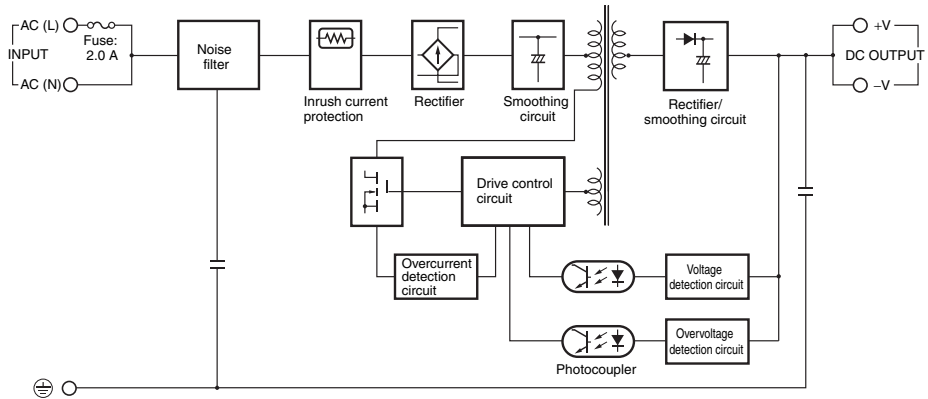 AC (L)
Fuse:
2.0 A
INPUT
AC (N)
Noise
filter
Inrush current
protection
Rectifier
Smoothing
circuit
Rectifier/
smoothing circuit
+V
DC OUTPUT
−V
Drive control
circuit
Overcurrent
detection
circuit
Voltage
detection circuit
Overvoltage
detection circuit
Photocoupler